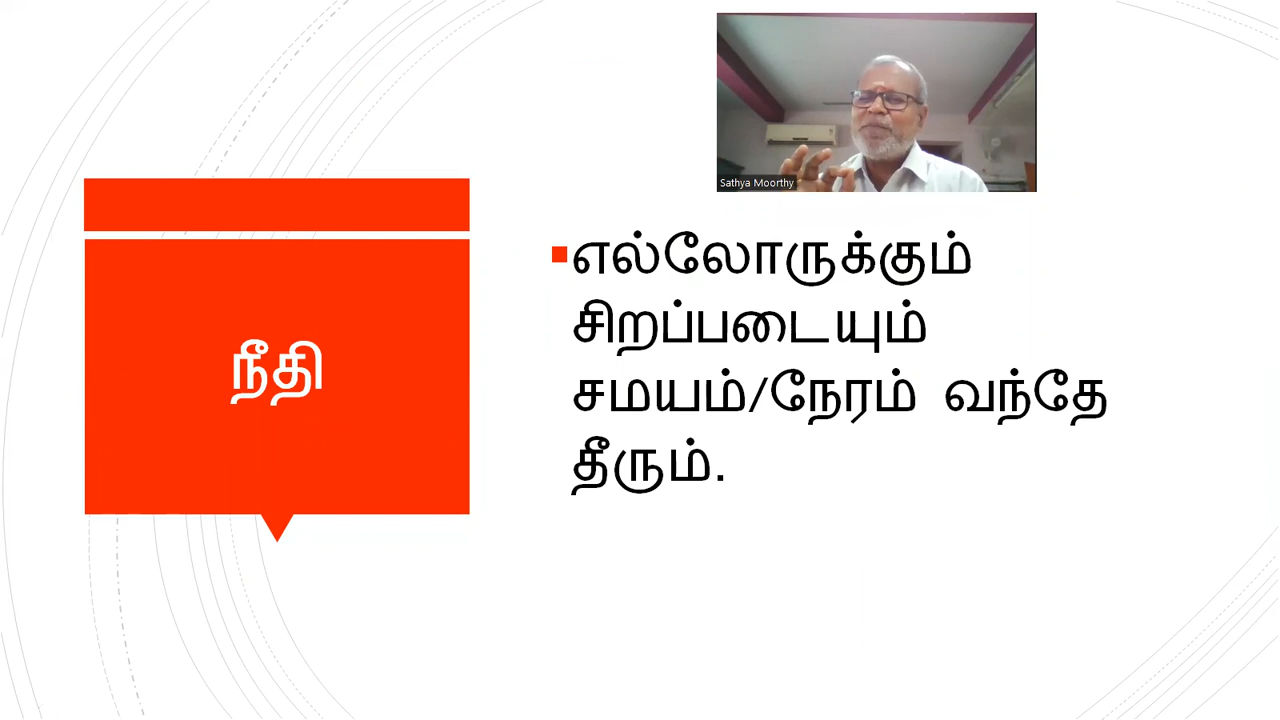 Sathya Moorthy
நீதி
எல்லோருக்கும்
சிறப்படையும்
சமயம்/நேரம் வந்தே
தீரும்.